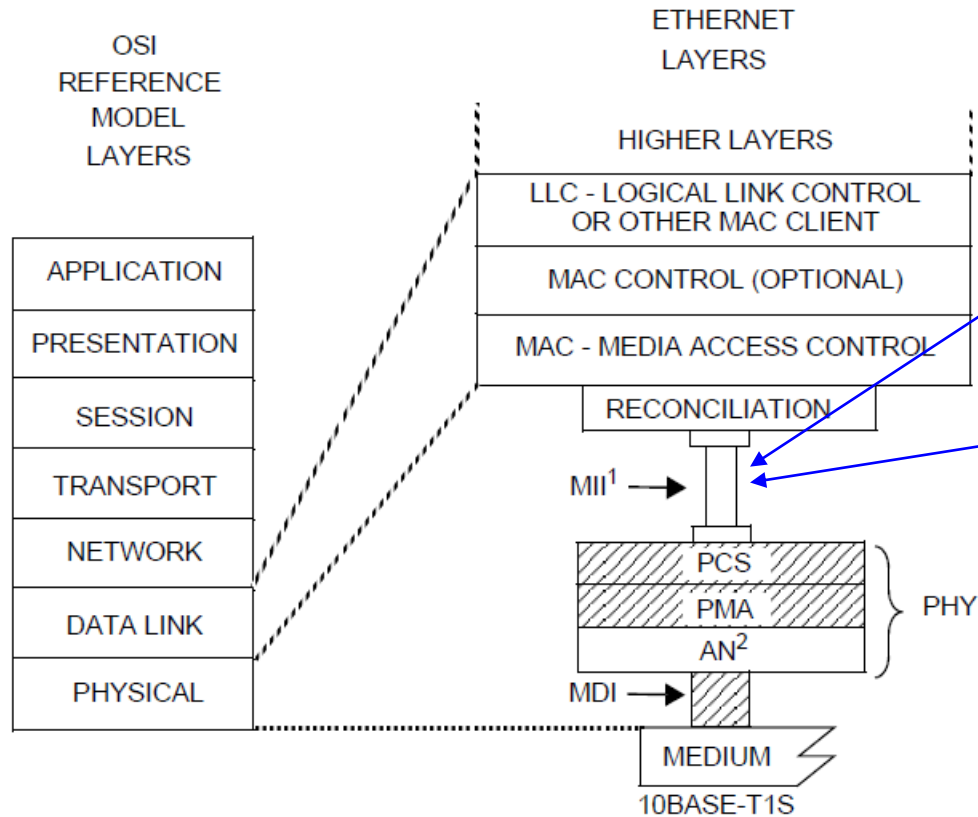 OSI
REFERENCE
MODEL
LAYERS
APPLICATION
PRESENTATION
SESSION
TRANSPORT
NETWORK
DATA LINK
PHYSICAL
ETHERNET
LAYERS
HIGHER LAYERS
LLC - LOGICAL LINK CONTROL
OR OTHER MAC CLIENT
MAC CONTROL (OPTIONAL)
MAC - MEDIA ACCESS CONTROL
RECONCILIATION
MII¹
PCS
PMA
AN²
PHY
MDI
MEDIUM
10BASE-T1S